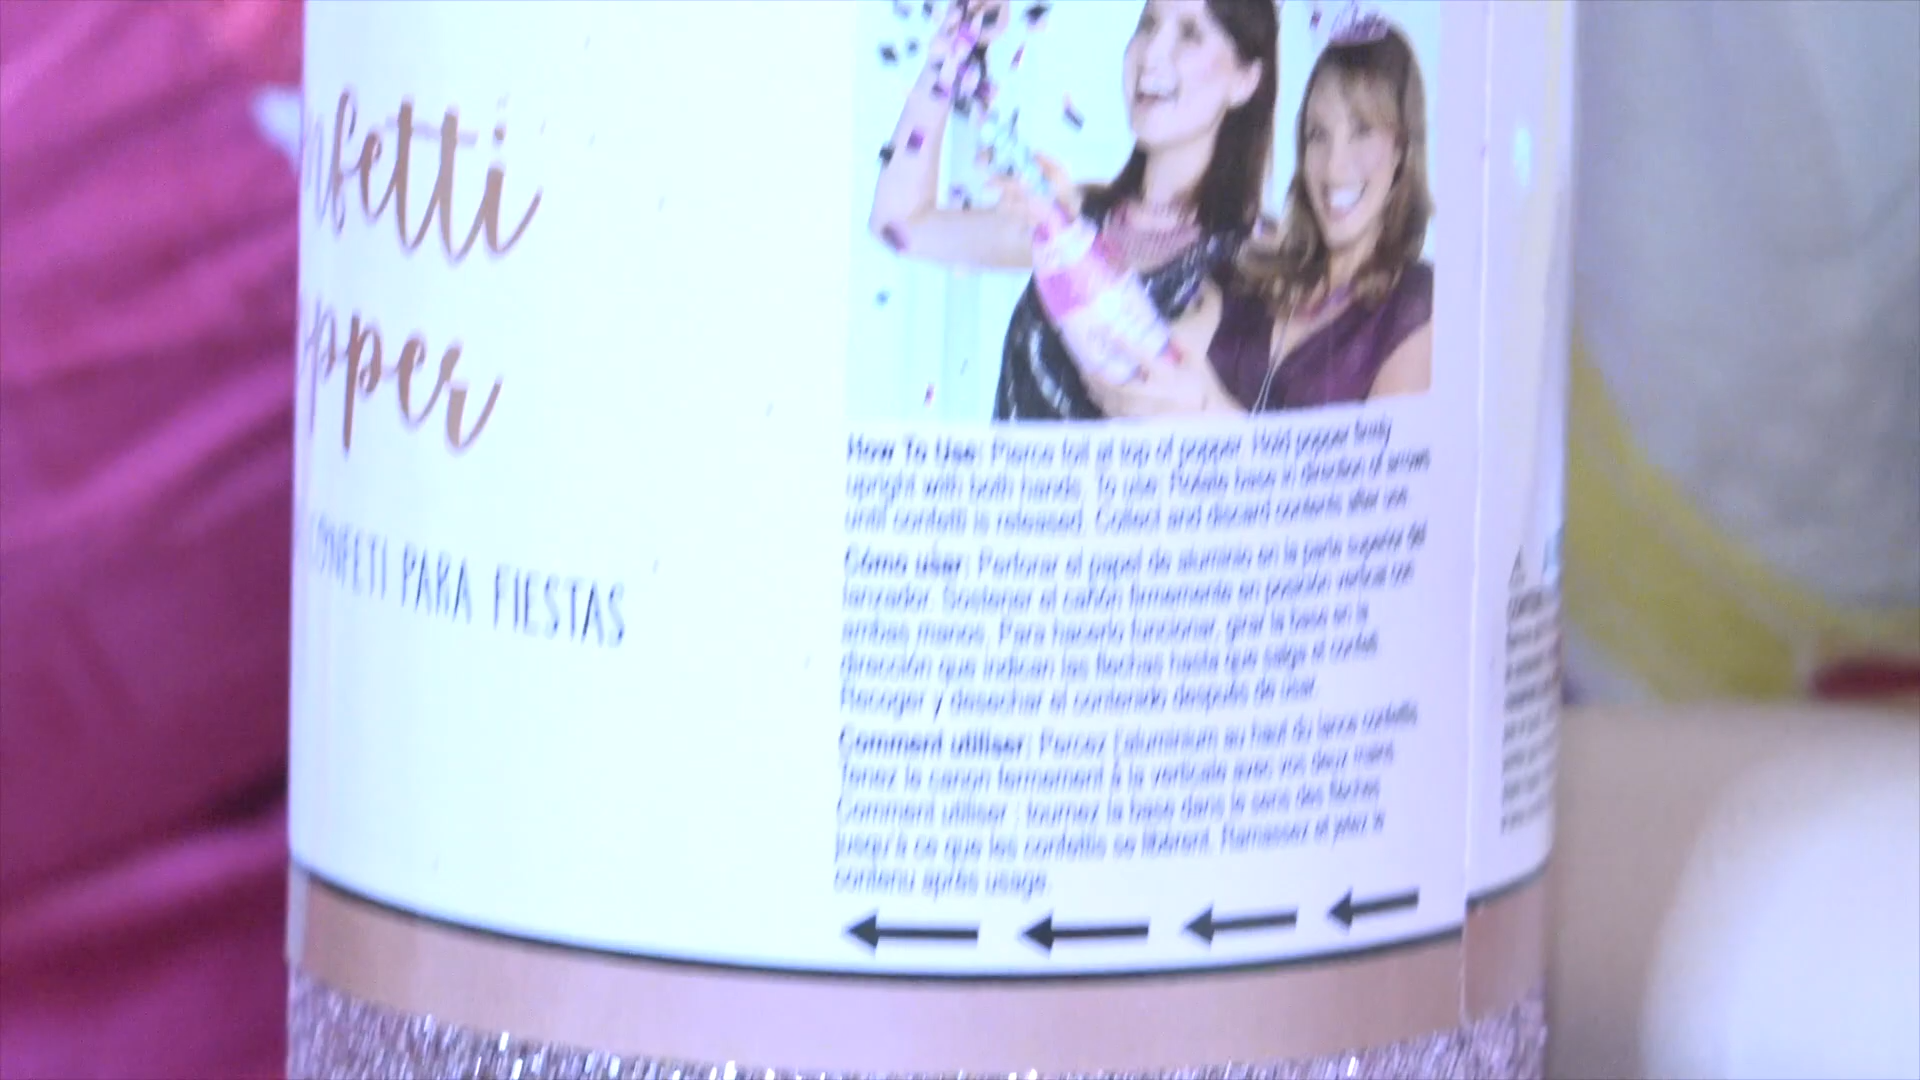 nfetti
pper
CONFETI PARA FIESTAS
How To Use: Pierce foil at top of popper. Hold popper firmly
upright with both hands. To use: Rotate base in direction of arrows
until confetti is released. Collect and discard contents after use.
Cómo usar: Perforar el papel de aluminio en la parte superior del
lanzador. Sostener el cañón firmemente en posición vertical con
ambas manos. Para hacerlo funcionar, girar la base en la
dirección que indican las flechas hasta que salga el confeti.
Recoger y desechar el contenido después de usar.
Comment utiliser: Percez l'aluminium au haut du lance confettis.
Tenez le canon fermement à la verticale avec vos deux mains.
Comment utiliser : tournez la base dans le sens des flèches
jusqu'à ce que les confettis se libèrent. Ramassez et jetez le
contenu après usage.